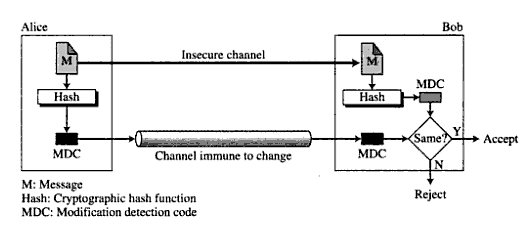 Alice
Bob
Insecure channel
M
M
MDC
Hash
Hash
Same?
Y
Accept
MDC
Channel immune to change
MDC
N
Reject
M: Message
Hash: Cryptographic hash function
MDC: Modification detection code